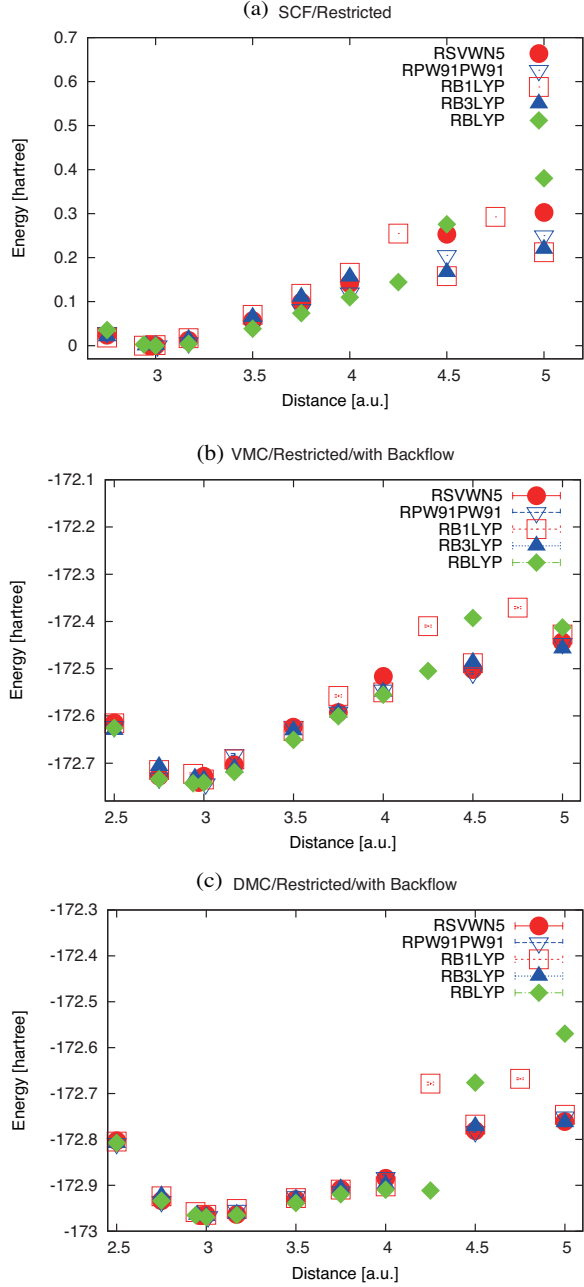 (a) SCF/Restricted
0.7
0.6
0.5
0.4
0.3
0.2
0.1
0
Energy [hartree]
RSVWN5
RPW91PW91
RB1LYP
RB3LYP
RBLYP
3 3.5 4 4.5 5
Distance [a.u.]
(b) VMC/Restricted/with Backflow
-172.1
-172.2
-172.3
-172.4
-172.5
-172.6
-172.7
Energy [hartree]
RSVWN5
RPW91PW91
RB1LYP
RB3LYP
RBLYP
2.5 3 3.5 4 4.5 5
Distance [a.u.]
(c) DMC/Restricted/with Backflow
-172.3
-172.4
-172.5
-172.6
-172.7
-172.8
-172.9
-173
Energy [hartree]
RSVWN5
RPW91PW91
RB1LYP
RB3LYP
RBLYP
2.5 3 3.5 4 4.5 5
Distance [a.u.]